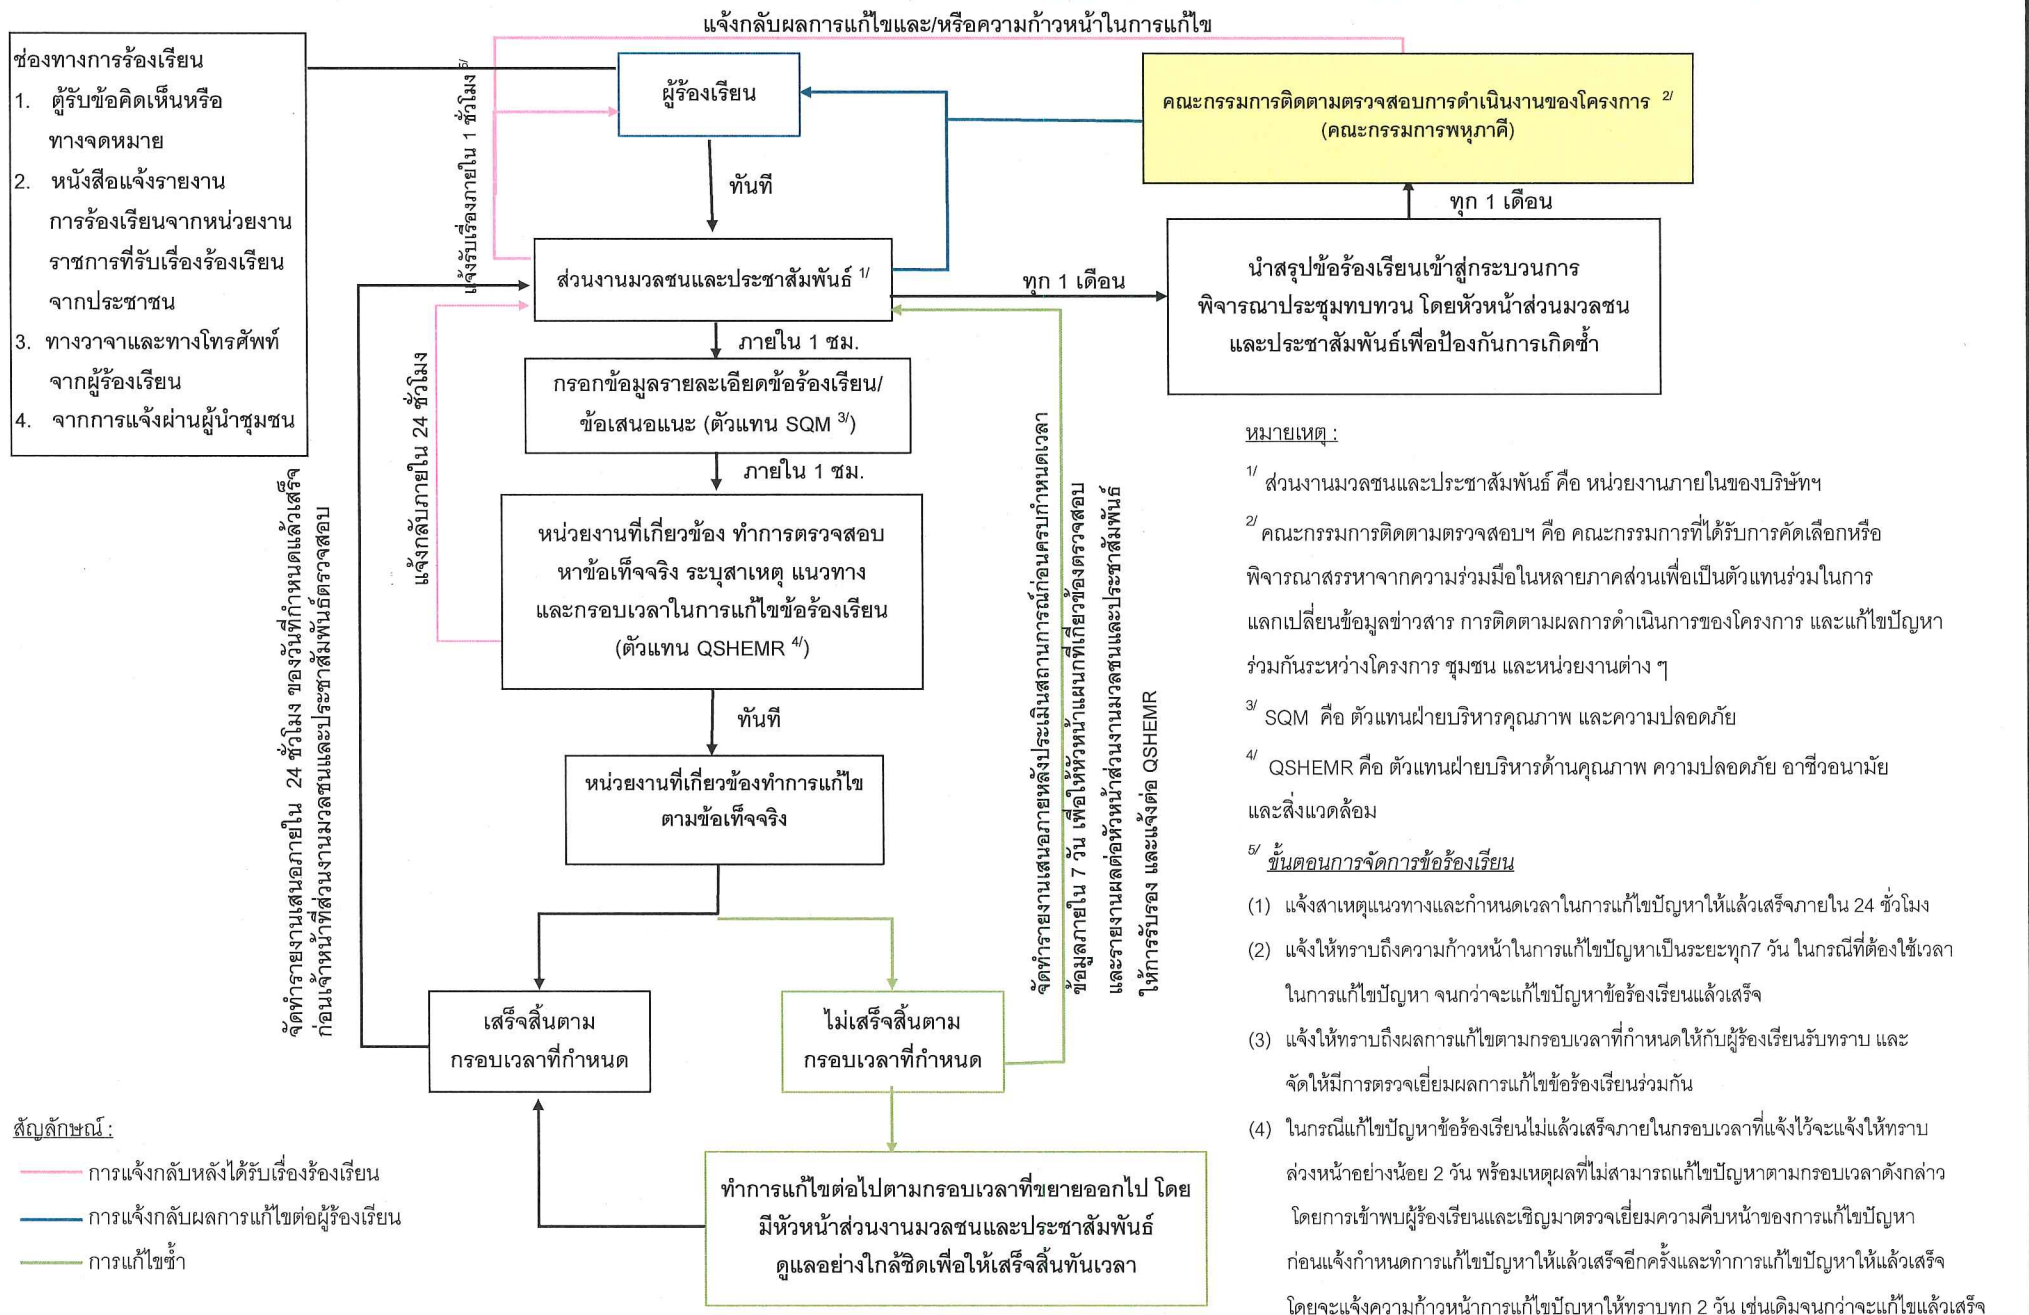 แจ้งกลับผลการแก้ไขและ/หรือความก้าวหน้าในการแก้ไข
ช่องทางการร้องเรียน
1. ตู้รับข้อคิดเห็นหรือ
ทางจดหมาย
2. หนังสือแจ้งรายงาน
การร้องเรียนจากหน่วยงาน
ราชการที่รับเรื่องร้องเรียน
จากประชาชน
3. ทางวาจาและทางโทรศัพท์
จากผู้ร้องเรียน
4. จากการแจ้งผ่านผู้นำชุมชน
แจ้งรับเรื่องภายใน 1 ชั่วโมง 5/
ผู้ร้องเรียน
ทันที
คณะกรรมการติดตามตรวจสอบการดำเนินงานของโครงการ 2/
(คณะกรรมการพหุภาคี)
ทุก 1 เดือน
ส่วนงานมวลชนและประชาสัมพันธ์ 1/
ทุก 1 เดือน
นำสรุปข้อร้องเรียนเข้าสู่กระบวนการ
พิจารณาประชุมทบทวน โดยหัวหน้าส่วนมวลชน
และประชาสัมพันธ์เพื่อป้องกันการเกิดซ้ำ
ภายใน 1 ชม.
กรอกข้อมูลรายละเอียดข้อร้องเรียน/
ข้อเสนอแนะ (ตัวแทน SQM 3/)
ภายใน 1 ชม.
แจ้งกลับภายใน 24 ชั่วโมง
หน่วยงานที่เกี่ยวข้อง ทำการตรวจสอบ
หาข้อเท็จจริง ระบุสาเหตุ แนวทาง
และกรอบเวลาในการแก้ไขข้อร้องเรียน
(ตัวแทน QSHEMR 4/)
ทันที
หน่วยงานที่เกี่ยวข้องทำการแก้ไข
ตามข้อเท็จจริง
จัดทำรายงานเสนอภายใน 24 ชั่วโมง ของวันที่กำหนดแล้วเสร็จ
ก่อนเจ้าหน้าที่ส่วนงานมวลชนและประชาสัมพันธ์ตรวจสอบ
จัดทำรายงานเสนอภายหลังประเมินสถานการณ์ก่อนครบกำหนดเวลา
ข้อมูลภายใน 7 วัน เพื่อให้หัวหน้าแผนกที่เกี่ยวข้องตรวจสอบ
และรายงานผลต่อหัวหน้าส่วนงานมวลชนและประชาสัมพันธ์
ให้การรับรอง และแจ้งต่อ QSHEMR
เสร็จสิ้นตาม
กรอบเวลาที่กำหนด
ไม่เสร็จสิ้นตาม
กรอบเวลาที่กำหนด
ทำการแก้ไขต่อไปตามกรอบเวลาที่ขยายออกไป โดย
มีหัวหน้าส่วนงานมวลชนและประชาสัมพันธ์
ดูแลอย่างใกล้ชิดเพื่อให้เสร็จสิ้นทันเวลา
สัญลักษณ์ :
การแจ้งกลับหลังได้รับเรื่องร้องเรียน
การแจ้งกลับผลการแก้ไขต่อผู้ร้องเรียน
การแก้ไขซ้ำ
หมายเหตุ :
1/ ส่วนงานมวลชนและประชาสัมพันธ์ คือ หน่วยงานภายในของบริษัทฯ
2/ คณะกรรมการติดตามตรวจสอบฯ คือ คณะกรรมการที่ได้รับการคัดเลือกหรือ
พิจารณาสรรหาจากความร่วมมือในหลายภาคส่วนเพื่อเป็นตัวแทนร่วมในการ
แลกเปลี่ยนข้อมูลข่าวสาร การติดตามผลการดำเนินการของโครงการ และแก้ไขปัญหา
ร่วมกันระหว่างโครงการ ชุมชน และหน่วยงานต่าง ๆ
3/ SQM คือ ตัวแทนฝ่ายบริหารคุณภาพ และความปลอดภัย
4/ QSHEMR คือ ตัวแทนฝ่ายบริหารด้านคุณภาพ ความปลอดภัย อาชีวอนามัย
และสิ่งแวดล้อม
5/ ขั้นตอนการจัดการข้อร้องเรียน
(1) แจ้งสาเหตุแนวทางและกำหนดเวลาในการแก้ไขปัญหาให้แล้วเสร็จภายใน 24 ชั่วโมง
(2) แจ้งให้ทราบถึงความก้าวหน้าในการแก้ไขปัญหาเป็นระยะทุก7 วัน ในกรณีที่ต้องใช้เวลา
ในการแก้ไขปัญหา จนกว่าจะแก้ไขปัญหาข้อร้องเรียนแล้วเสร็จ
(3) แจ้งให้ทราบถึงผลการแก้ไขตามกรอบเวลาที่กำหนดให้กับผู้ร้องเรียนรับทราบ และ
จัดให้มีการตรวจเยี่ยมผลการแก้ไขข้อร้องเรียนร่วมกัน
(4) ในกรณีแก้ไขปัญหาข้อร้องเรียนไม่แล้วเสร็จภายในกรอบเวลาที่แจ้งไว้จะแจ้งให้ทราบ
ล่วงหน้าอย่างน้อย 2 วัน พร้อมเหตุผลที่ไม่สามารถแก้ไขปัญหาตามกรอบเวลาดังกล่าว
โดยการเข้าพบผู้ร้องเรียนและเชิญมาตรวจเยี่ยมความคืบหน้าของการแก้ไขปัญหา
ก่อนแจ้งกำหนดการแก้ไขปัญหาให้แล้วเสร็จอีกครั้งและทำการแก้ไขปัญหาให้แล้วเสร็จ
โดยจะแจ้งความก้าวหน้าการแก้ไขปัญหาให้ทราบทุก 2 วัน เช่นเดิมจนกว่าจะแก้ไขแล้วเสร็จ